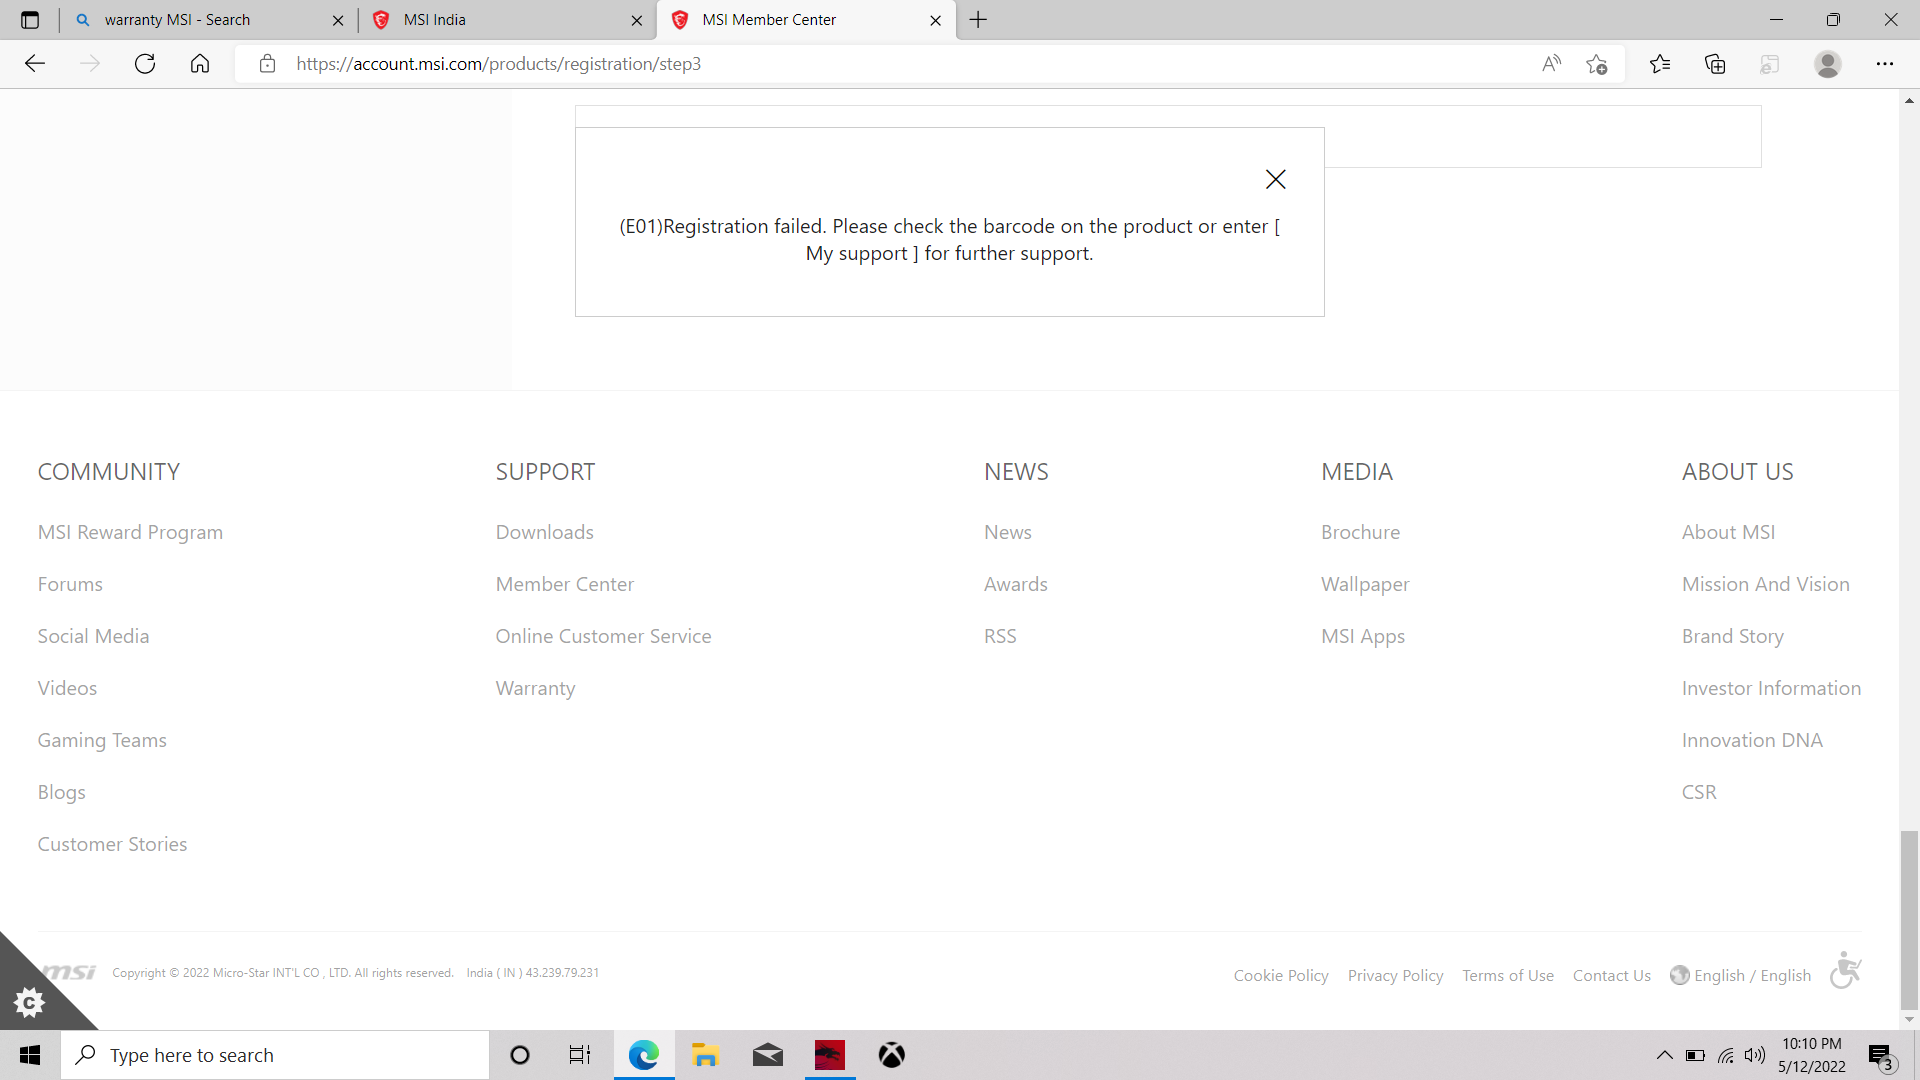 warranty MSI - Search
MSI India
MSI Member Center
https://account.msi.com/products/registration/step3
(E01)Registration failed. Please check the barcode on the product or enter [
My support ] for further support.
COMMUNITY
MSI Reward Program
Forums
Social Media
Videos
Gaming Teams
Blogs
Customer Stories
SUPPORT
Downloads
Member Center
Online Customer Service
Warranty
NEWS
News
Awards
RSS
MEDIA
Brochure
Wallpaper
MSI Apps
ABOUT US
About MSI
Mission And Vision
Brand Story
Investor Information
Innovation DNA
CSR
msi
Copyright © 2022 Micro-Star INT'L CO , LTD. All rights reserved. India ( IN ) 43.239.79.231
Cookie Policy Privacy Policy Terms of Use Contact Us English / English
C
Type here to search
10:10 PM
5/12/2022
3